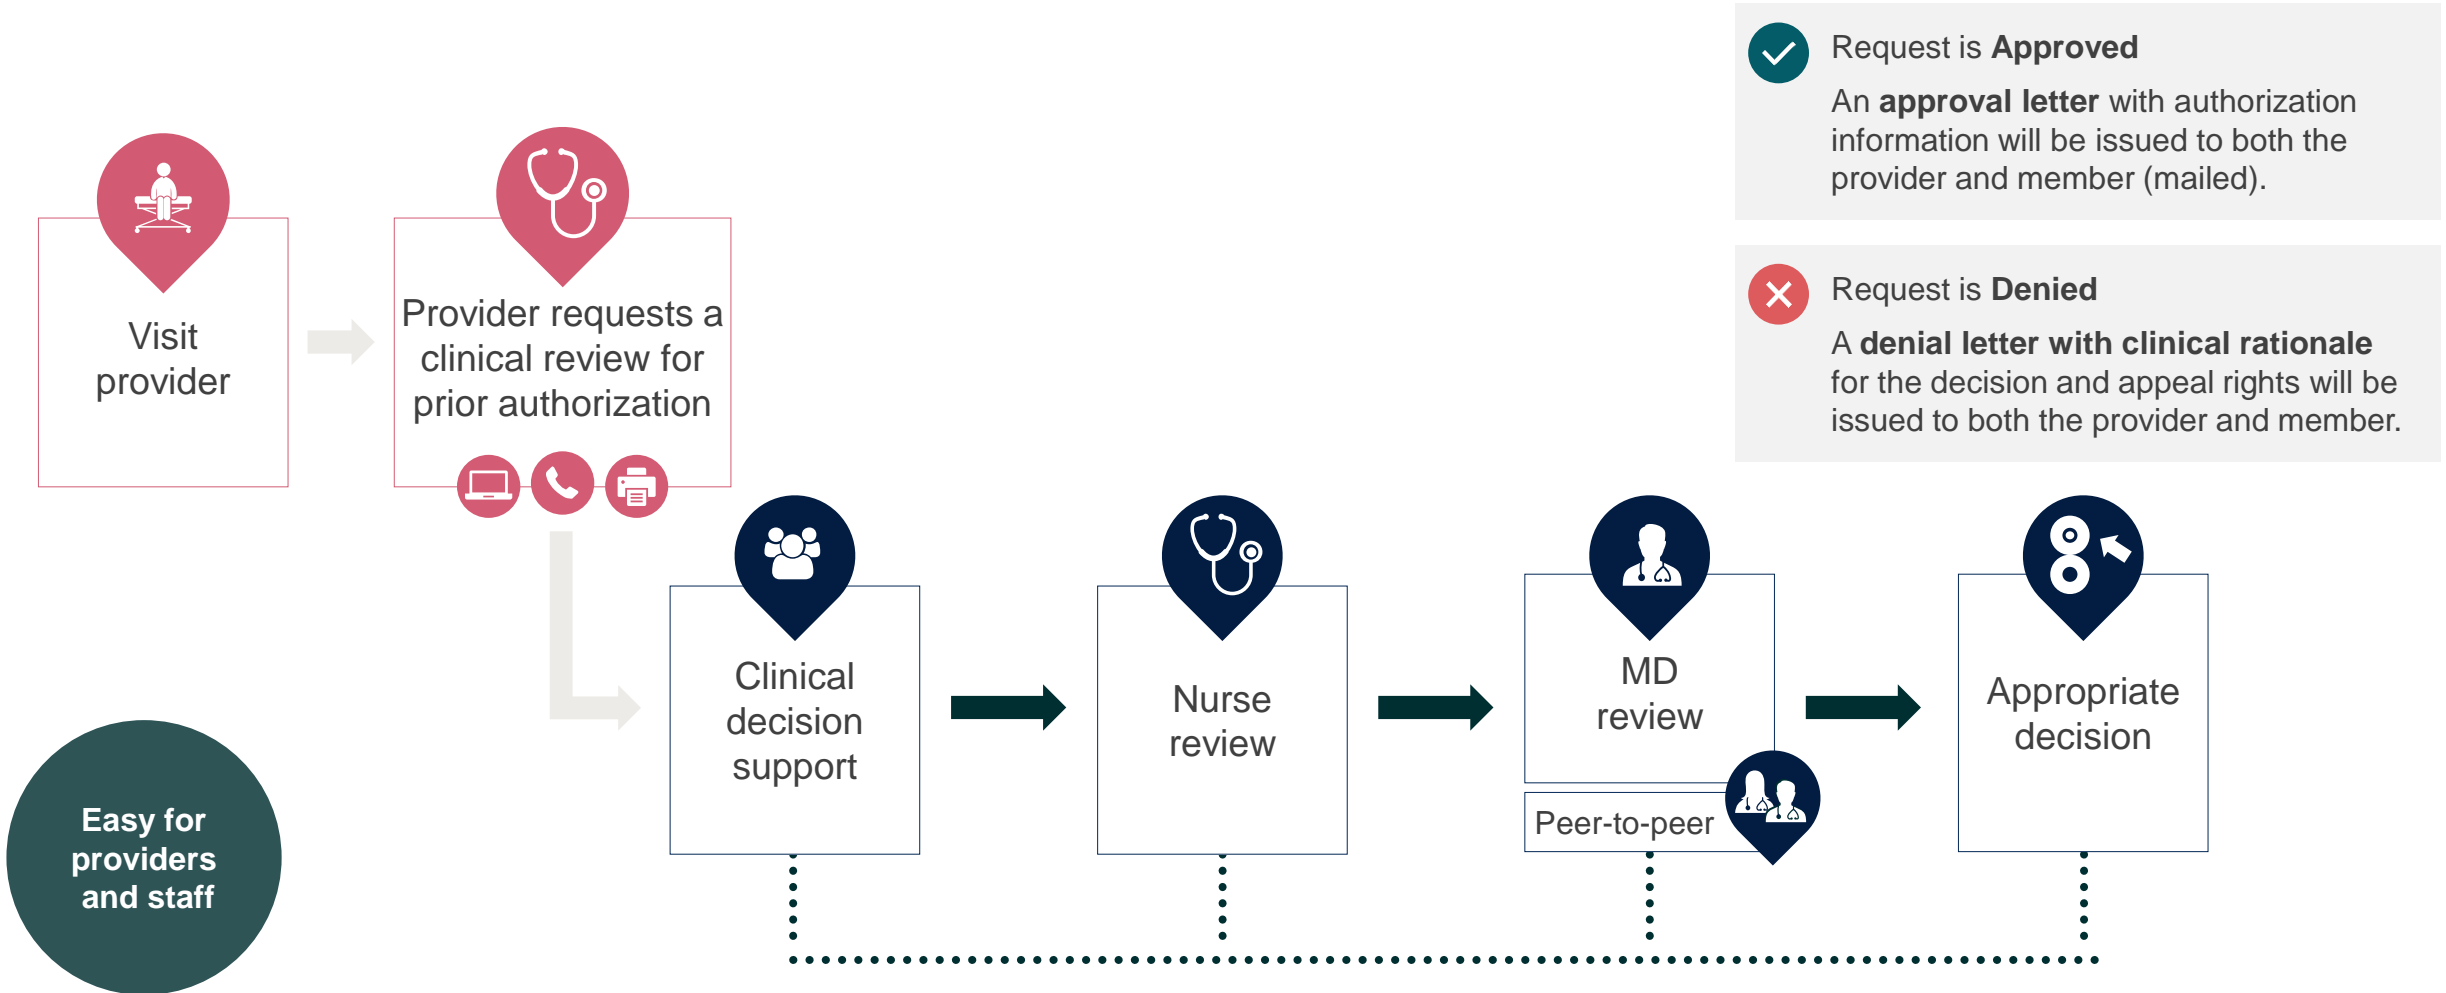 Request is Approved
An approval letter with authorization
information will be issued to both the
provider and member (mailed).
Request is Denied
A denial letter with clinical rationale
for the decision and appeal rights will be
issued to both the provider and member.
Visit
provider
Provider requests a
clinical review for
prior authorization
Clinical
decision
support
Nurse
review
MD
review
Peer-to-peer
Appropriate
decision
Easy for
providers
and staff